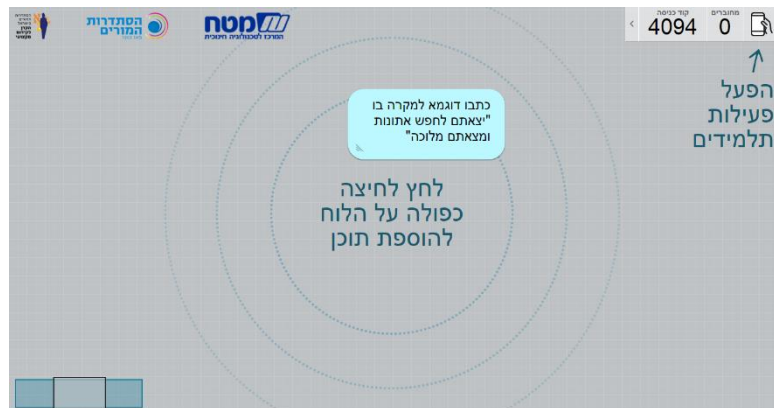 הסתדרות
המורים
מטח
המרכז לטכנולוגיה חינוכית
קוד כניסה
4094
מחוברים
0
הפעל
פעילות
תלמידים
כתבו דוגמא למקרה בו
"יצאתם לחפש אתונות
ומצאתם מלוכה"
לחץ לחיצה
כפולה על הלוח
להוספת תוכן